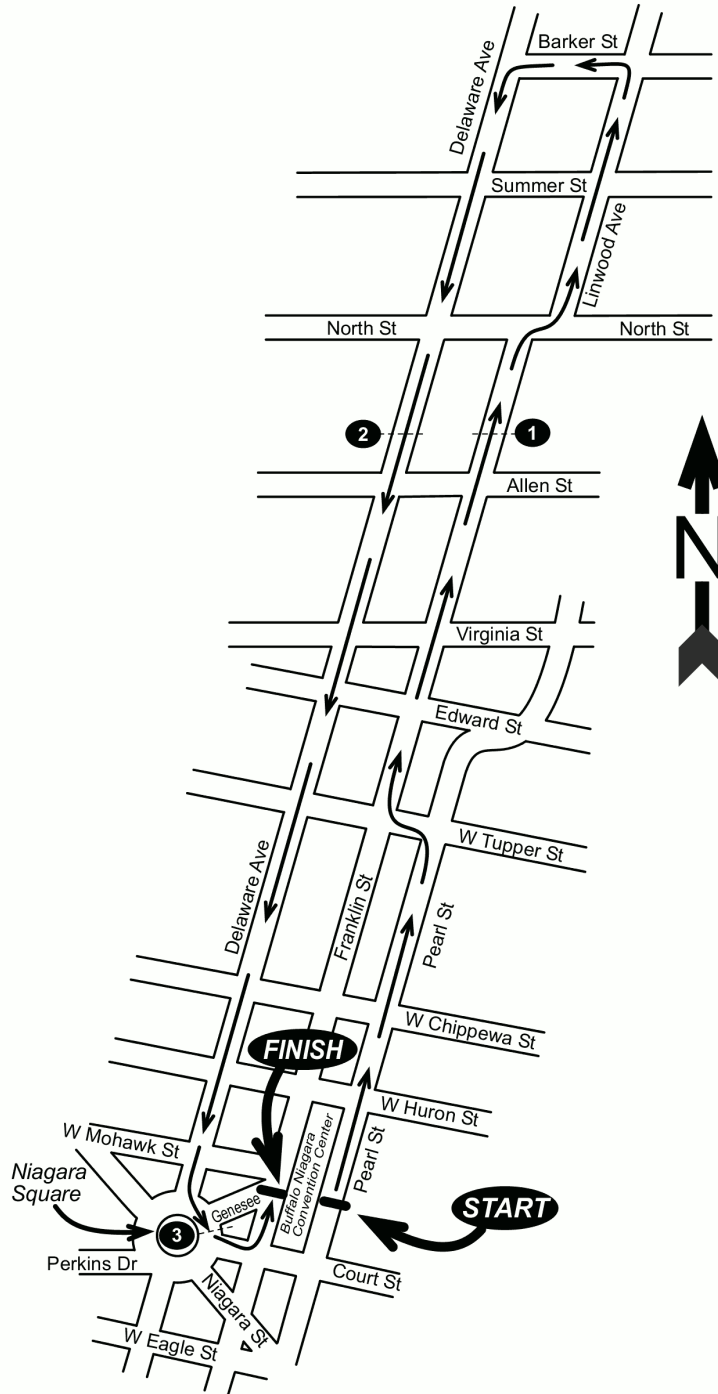 Barker St
Delaware Ave
Summer St
Linwood Ave
North St
North St
2
1
Allen St
N
Virginia St
Edward St
W Tupper St
Delaware Ave
Franklin St
Pearl St
W Chippewa St
FINISH
W Huron St
W Mohawk St
Buffalo Niagara
Convention Center
Pearl St
Niagara
Square
Genesee
START
3
Perkins Dr
Court St
Niagara St
W Eagle St